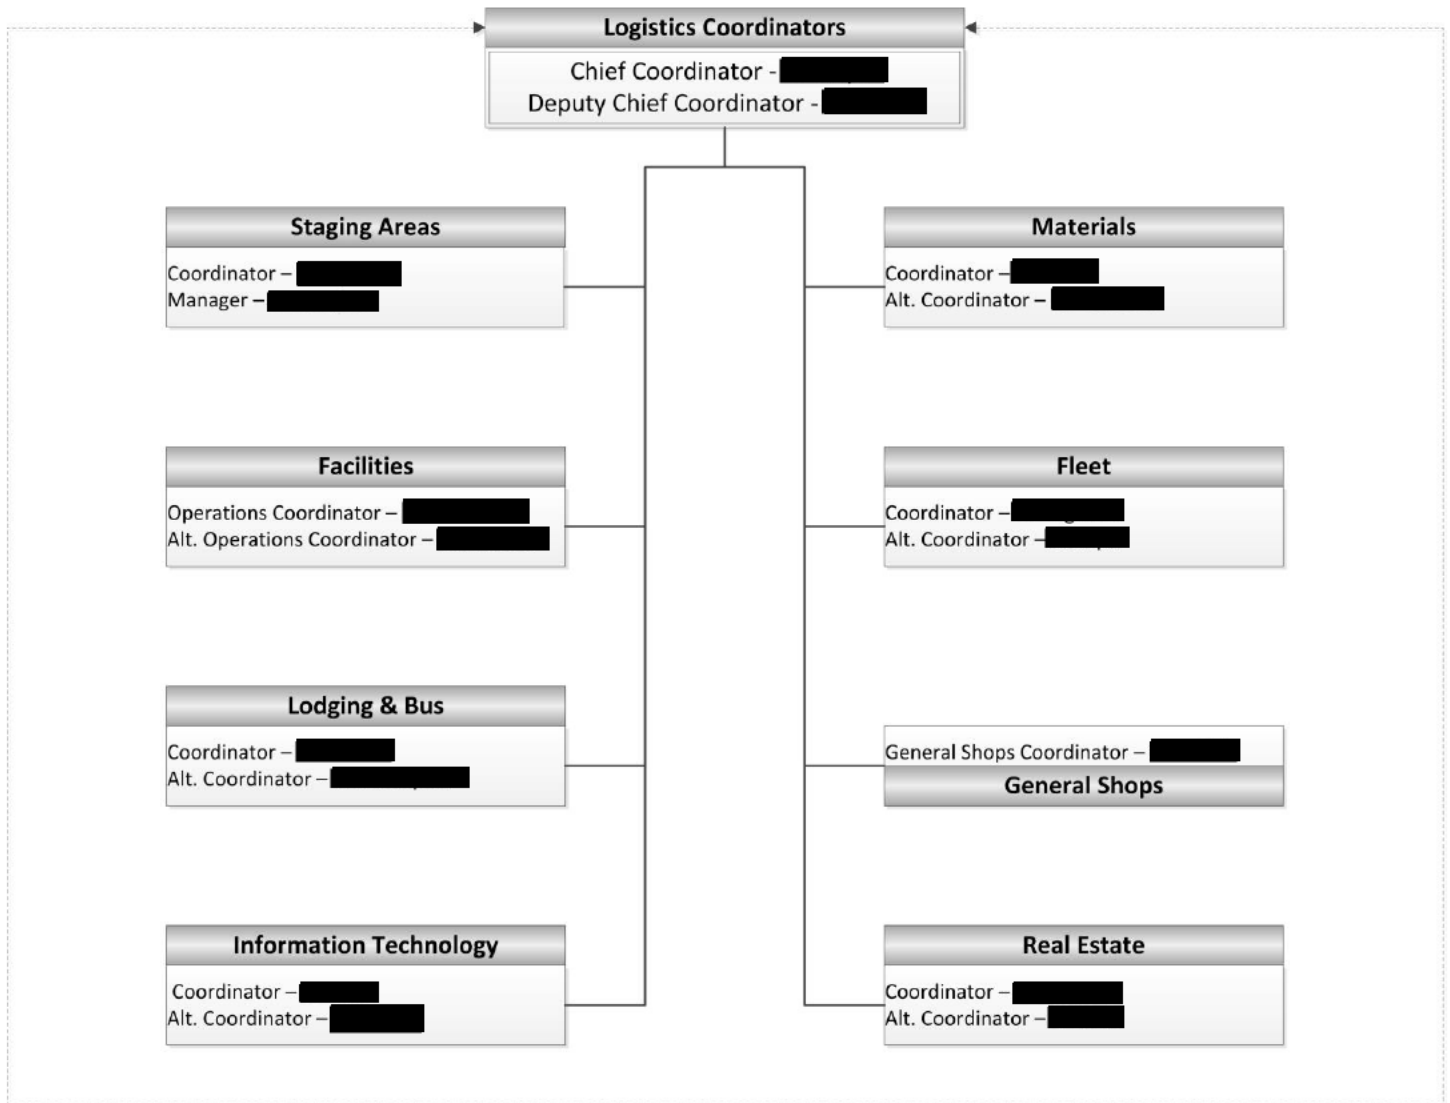 Logistics Coordinators
Chief Coordinator -
Deputy Chief Coordinator -
Staging Areas
Coordinator –
Manager –
Materials
Coordinator –
Alt. Coordinator –
Facilities
Operations Coordinator –
Alt. Operations Coordinator –
Fleet
Coordinator –
Alt. Coordinator –
Lodging & Bus
Coordinator –
Alt. Coordinator –
General Shops Coordinator –
General Shops
Information Technology
Coordinator –
Alt. Coordinator –
Real Estate
Coordinator –
Alt. Coordinator –